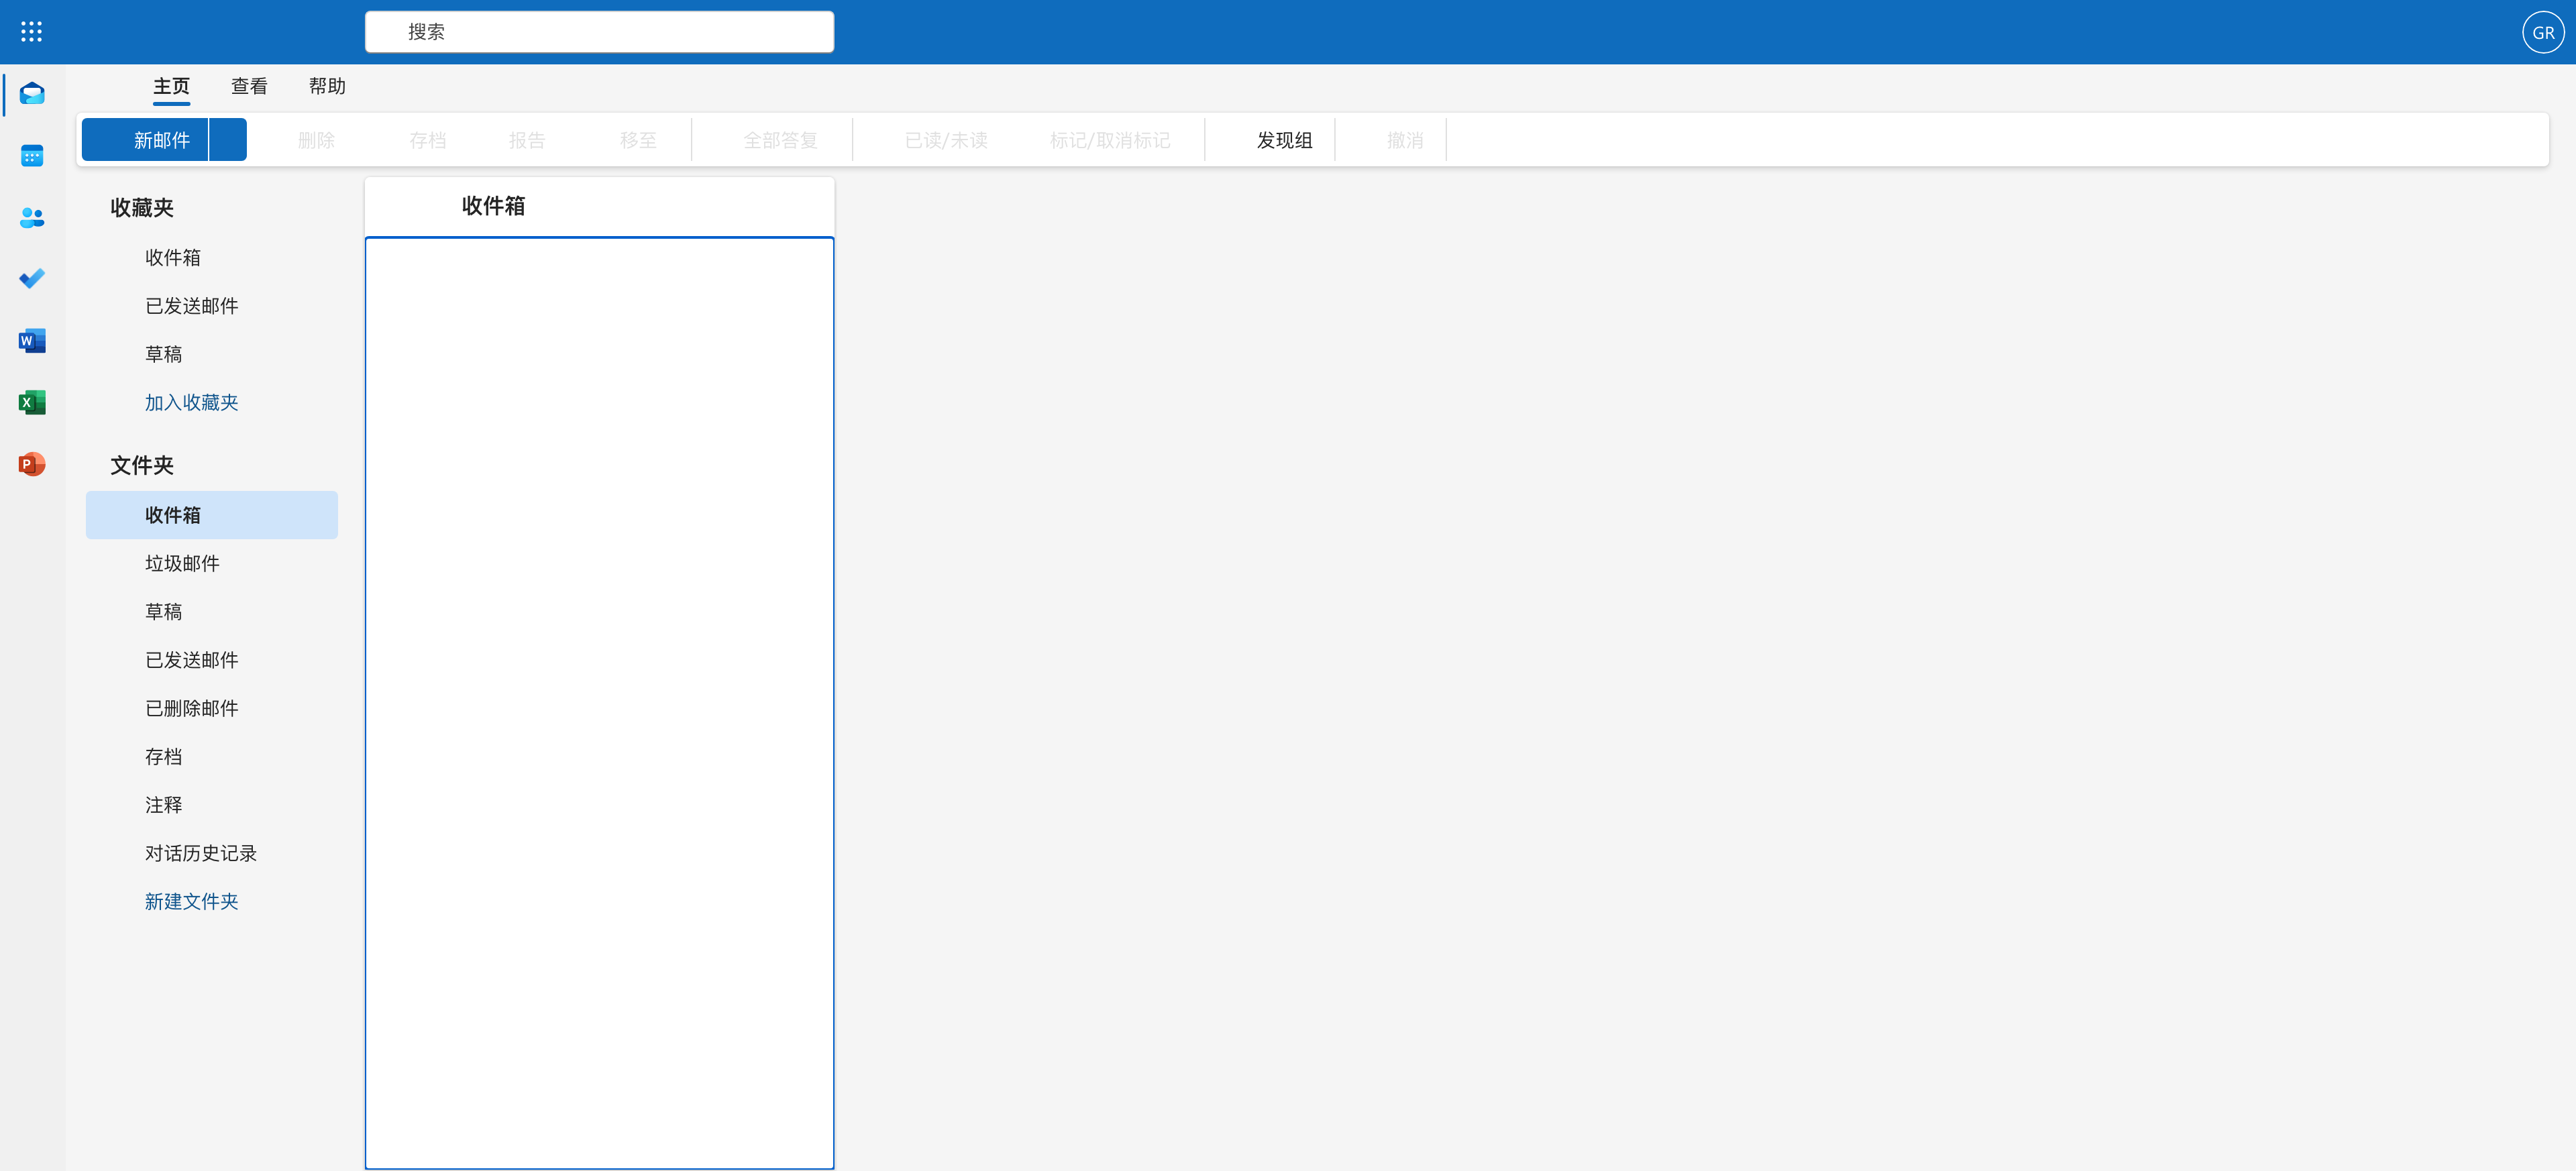 搜索
GR
主页 查看 帮助
新邮件 删除 存档 报告 移至 全部答复 已读/未读 标记/取消标记 发现组 撤消
收藏夹
收件箱
已发送邮件
草稿
加入收藏夹
文件夹
收件箱
垃圾邮件
草稿
已发送邮件
已删除邮件
存档
注释
对话历史记录
新建文件夹
收件箱
W
X
P